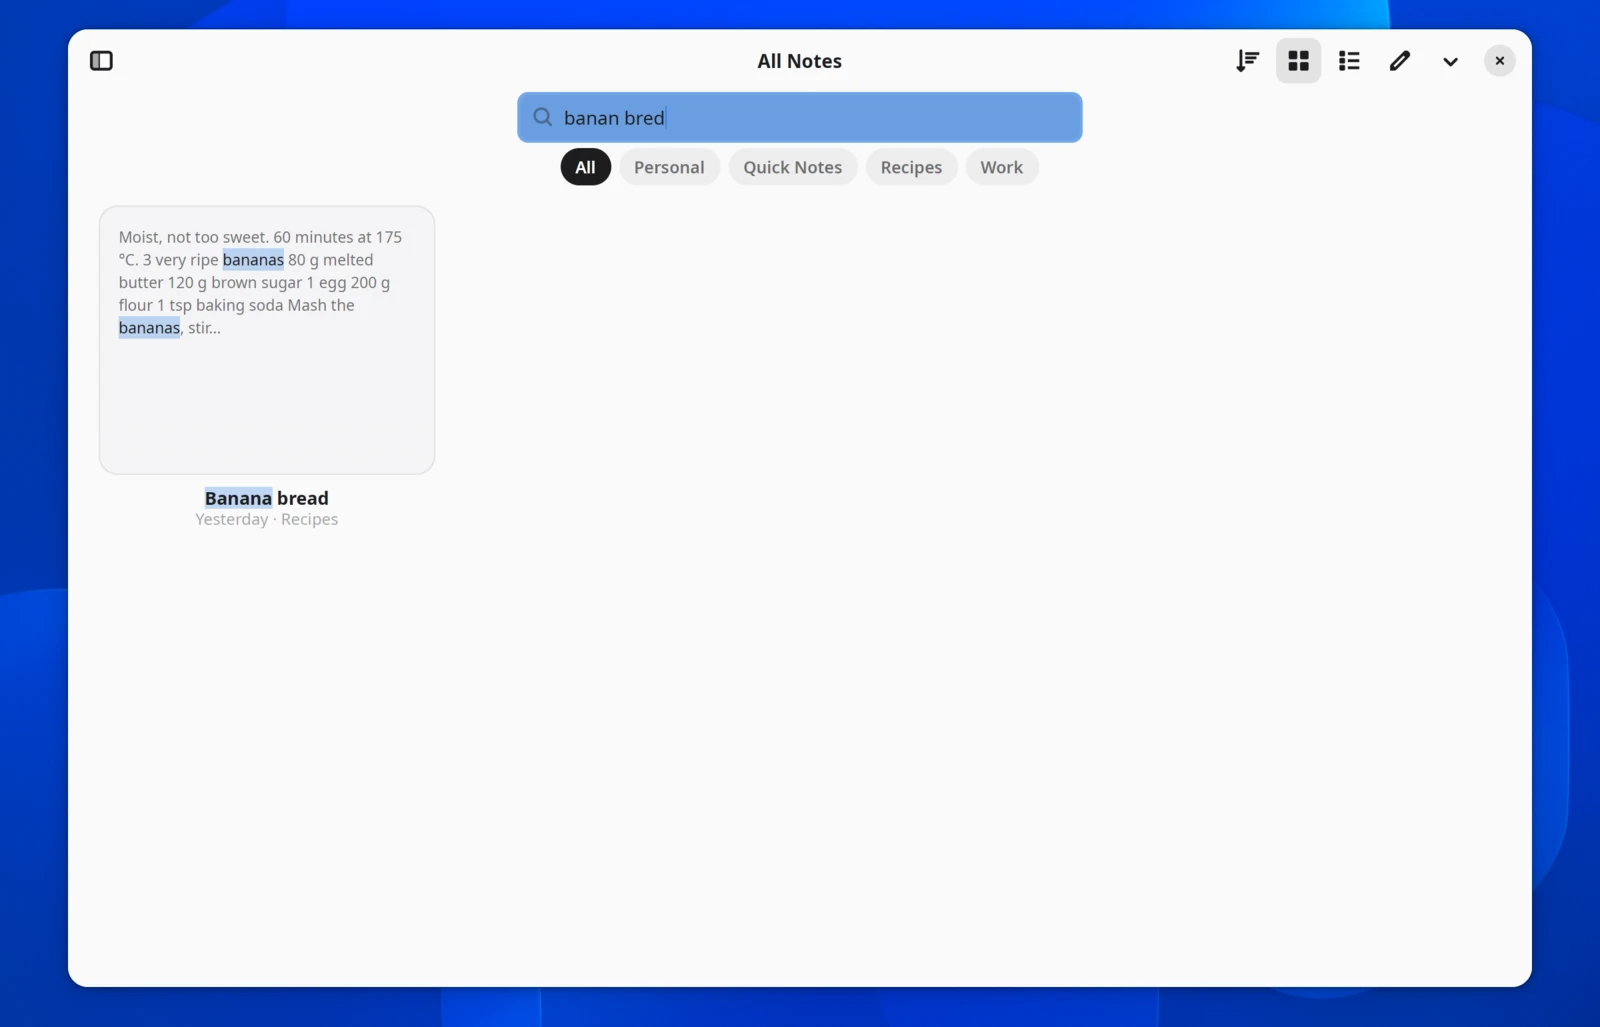 All Notes
banan bred
All
Personal
Quick Notes
Recipes
Work
Moist, not too sweet. 60 minutes at 175
°C. 3 very ripe bananas 80 g melted
butter 120 g brown sugar 1 egg 200 g
flour 1 tsp baking soda Mash the
bananas, stir...
Banana bread
Yesterday · Recipes